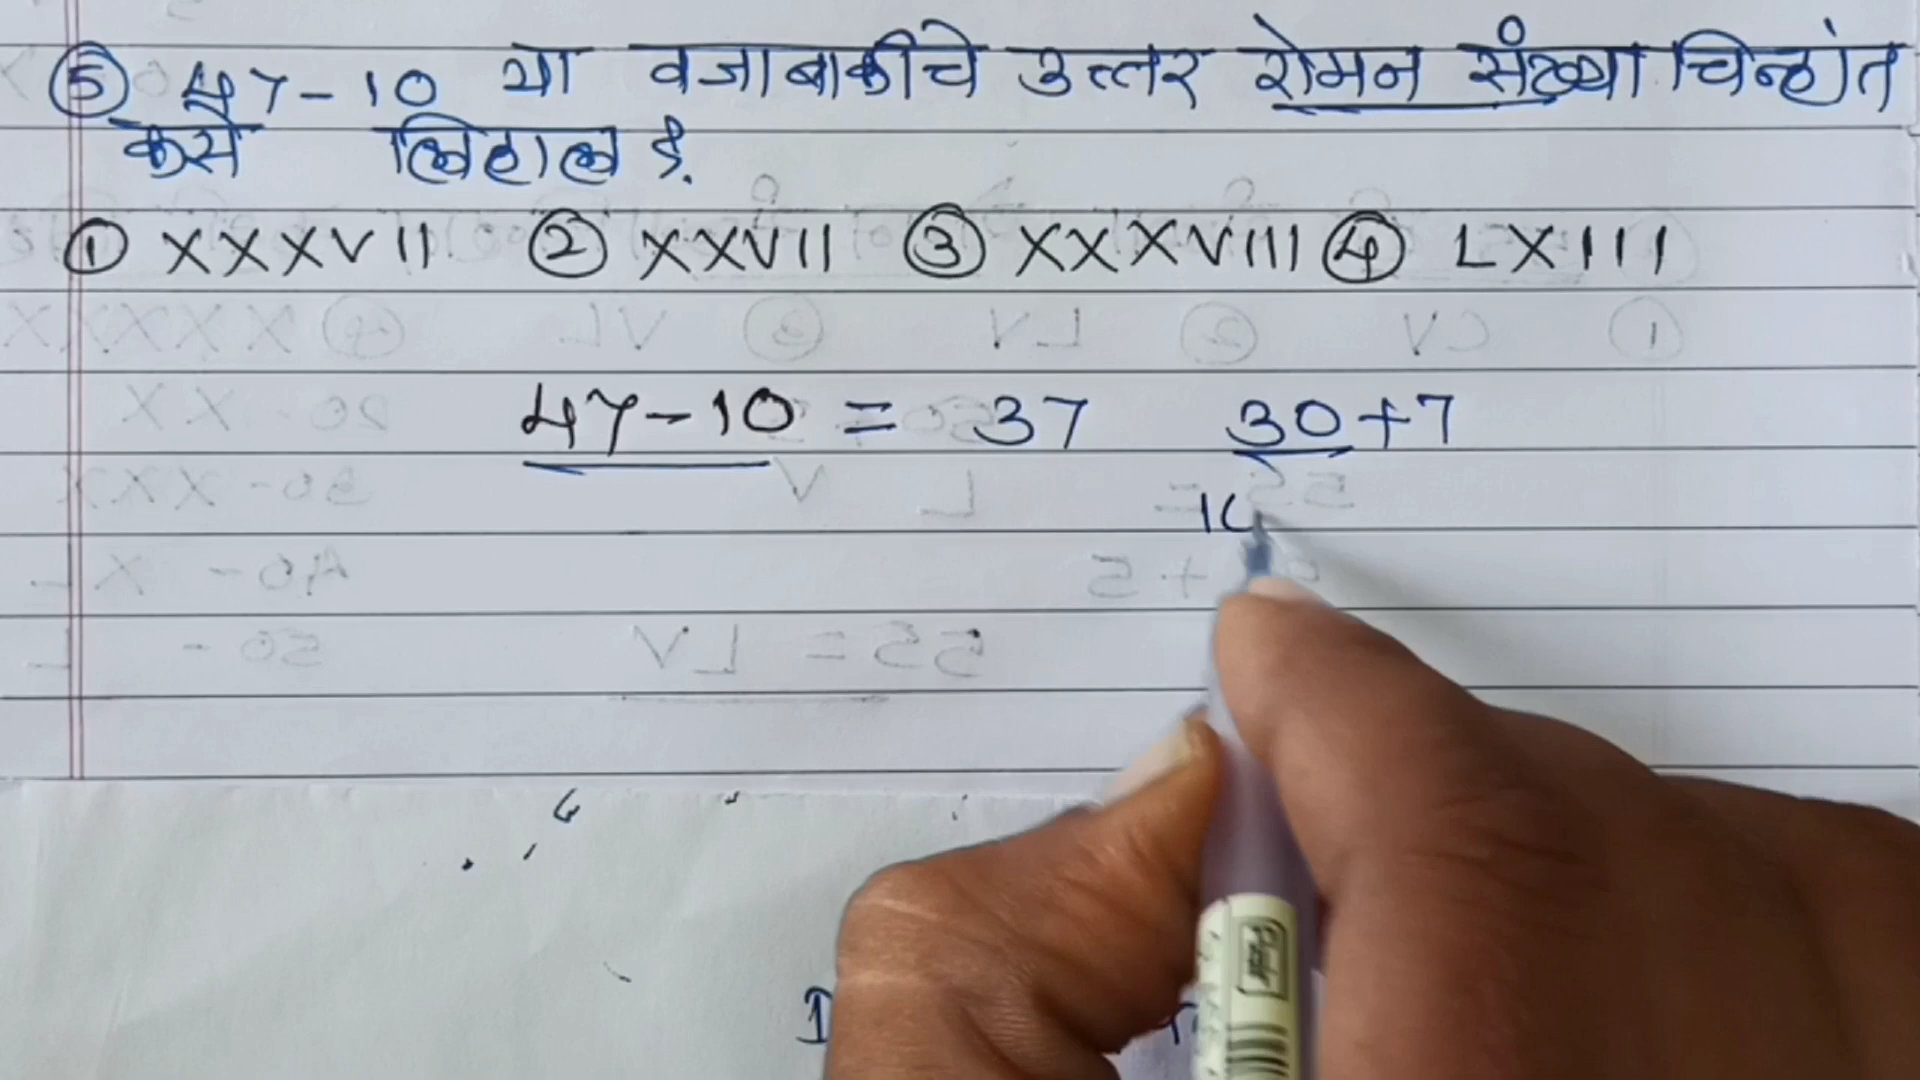 ⑤ 47-10 या वजाबाकीचे उत्तर रोमन संख्या चिन्हांत
कसे लिहाल ?
① XXXVII ② XXVII ③ XXXVIII ④ LXIII
47-10 = 37 30+7
10